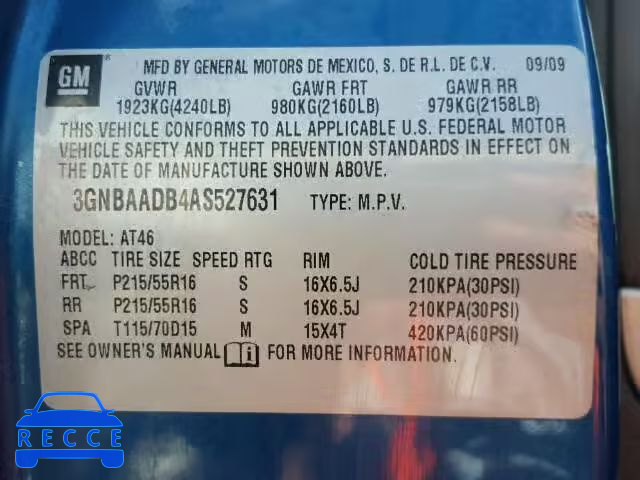 GM
MFD BY GENERAL MOTORS DE MEXICO, S. DE R.L. DE C.V. 09/09
GVWR GAWR FRT GAWR RR
1923KG(4240LB) 980KG(2160LB) 979KG(2158LB)
THIS VEHICLE CONFORMS TO ALL APPLICABLE U.S. FEDERAL MOTOR
VEHICLE SAFETY AND THEFT PREVENTION STANDARDS IN EFFECT ON
THE DATE OF MANUFACTURE SHOWN ABOVE.
3GNBAADB4AS527631 TYPE: M.P.V.
MODEL: AT46
ABCC TIRE SIZE SPEED RTG RIM COLD TIRE PRESSURE
FRT P215/55R16 S 16X6.5J 210KPA(30PSI)
RR P215/55R16 S 16X6.5J 210KPA(30PSI)
SPA T115/70D15 M 15X4T 420KPA(60PSI)
SEE OWNER'S MANUAL i FOR MORE INFORMATION.
RECCE